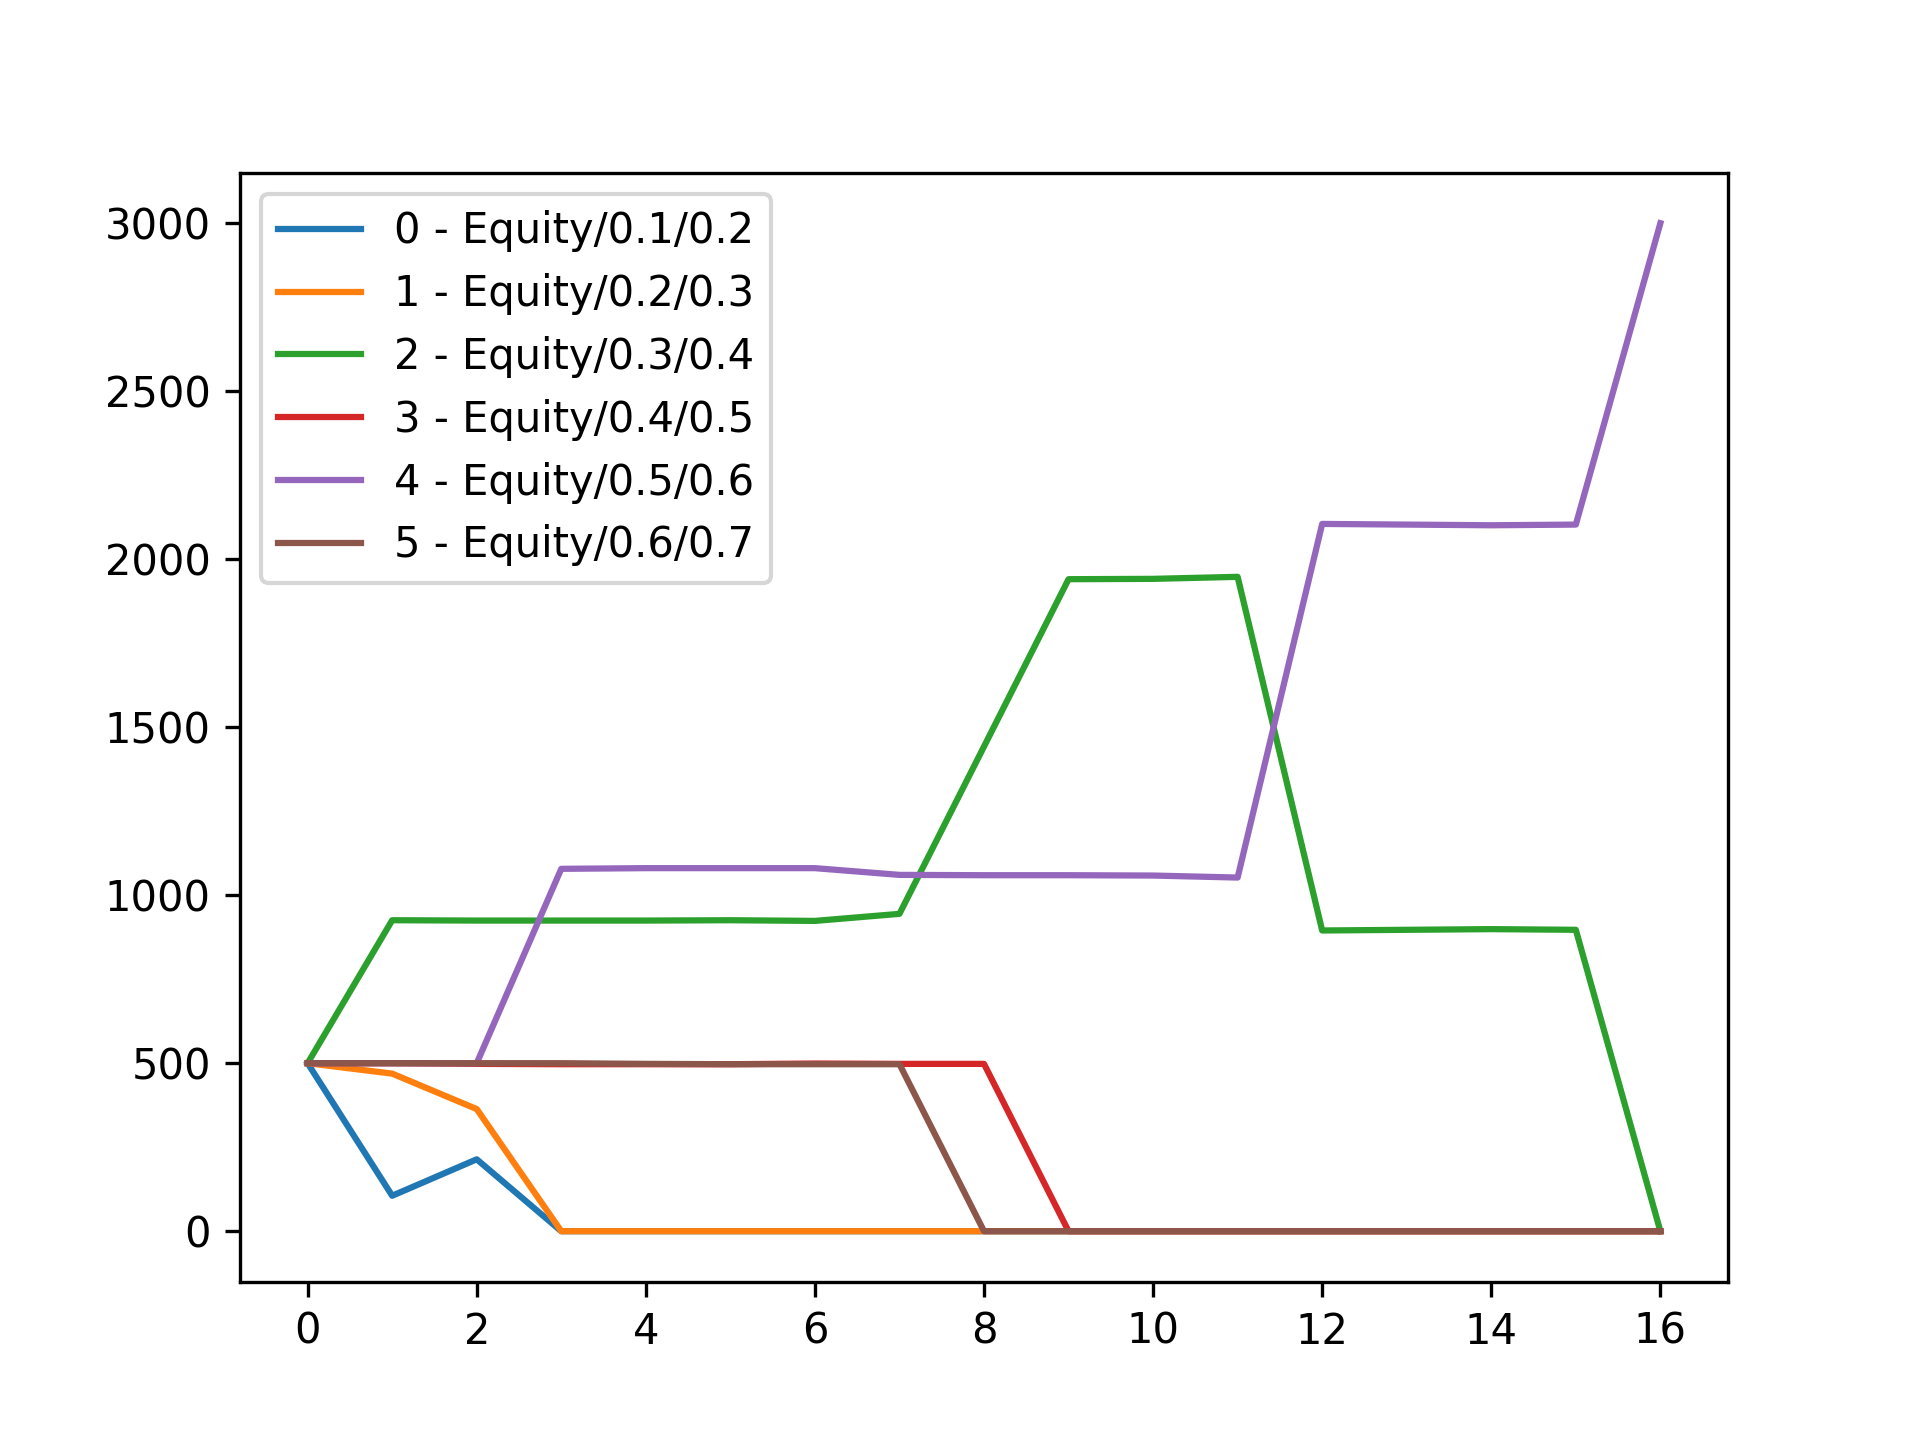 0 - Equity/0.1/0.2
1 - Equity/0.2/0.3
2 - Equity/0.3/0.4
3 - Equity/0.4/0.5
4 - Equity/0.5/0.6
5 - Equity/0.6/0.7
3000
2500
2000
1500
1000
500
0
0 2 4 6 8 10 12 14 16